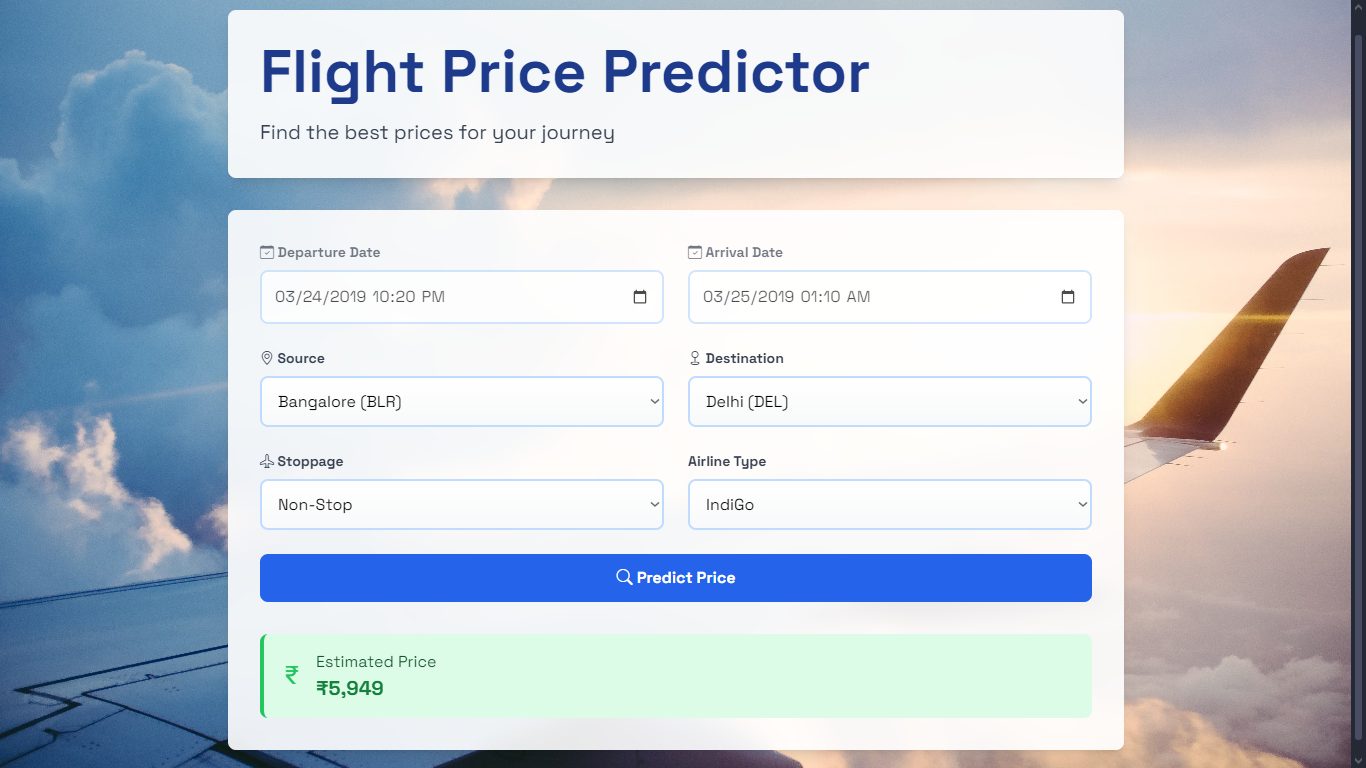 Flight Price Predictor
Find the best prices for your journey
Departure Date
Arrival Date
03/24/2019 10:20 PM
03/25/2019 01:10 AM
Source
Destination
Bangalore (BLR)
Delhi (DEL)
Stoppage
Airline Type
Non-Stop
IndiGo
Predict Price
₹
Estimated Price
₹5,949